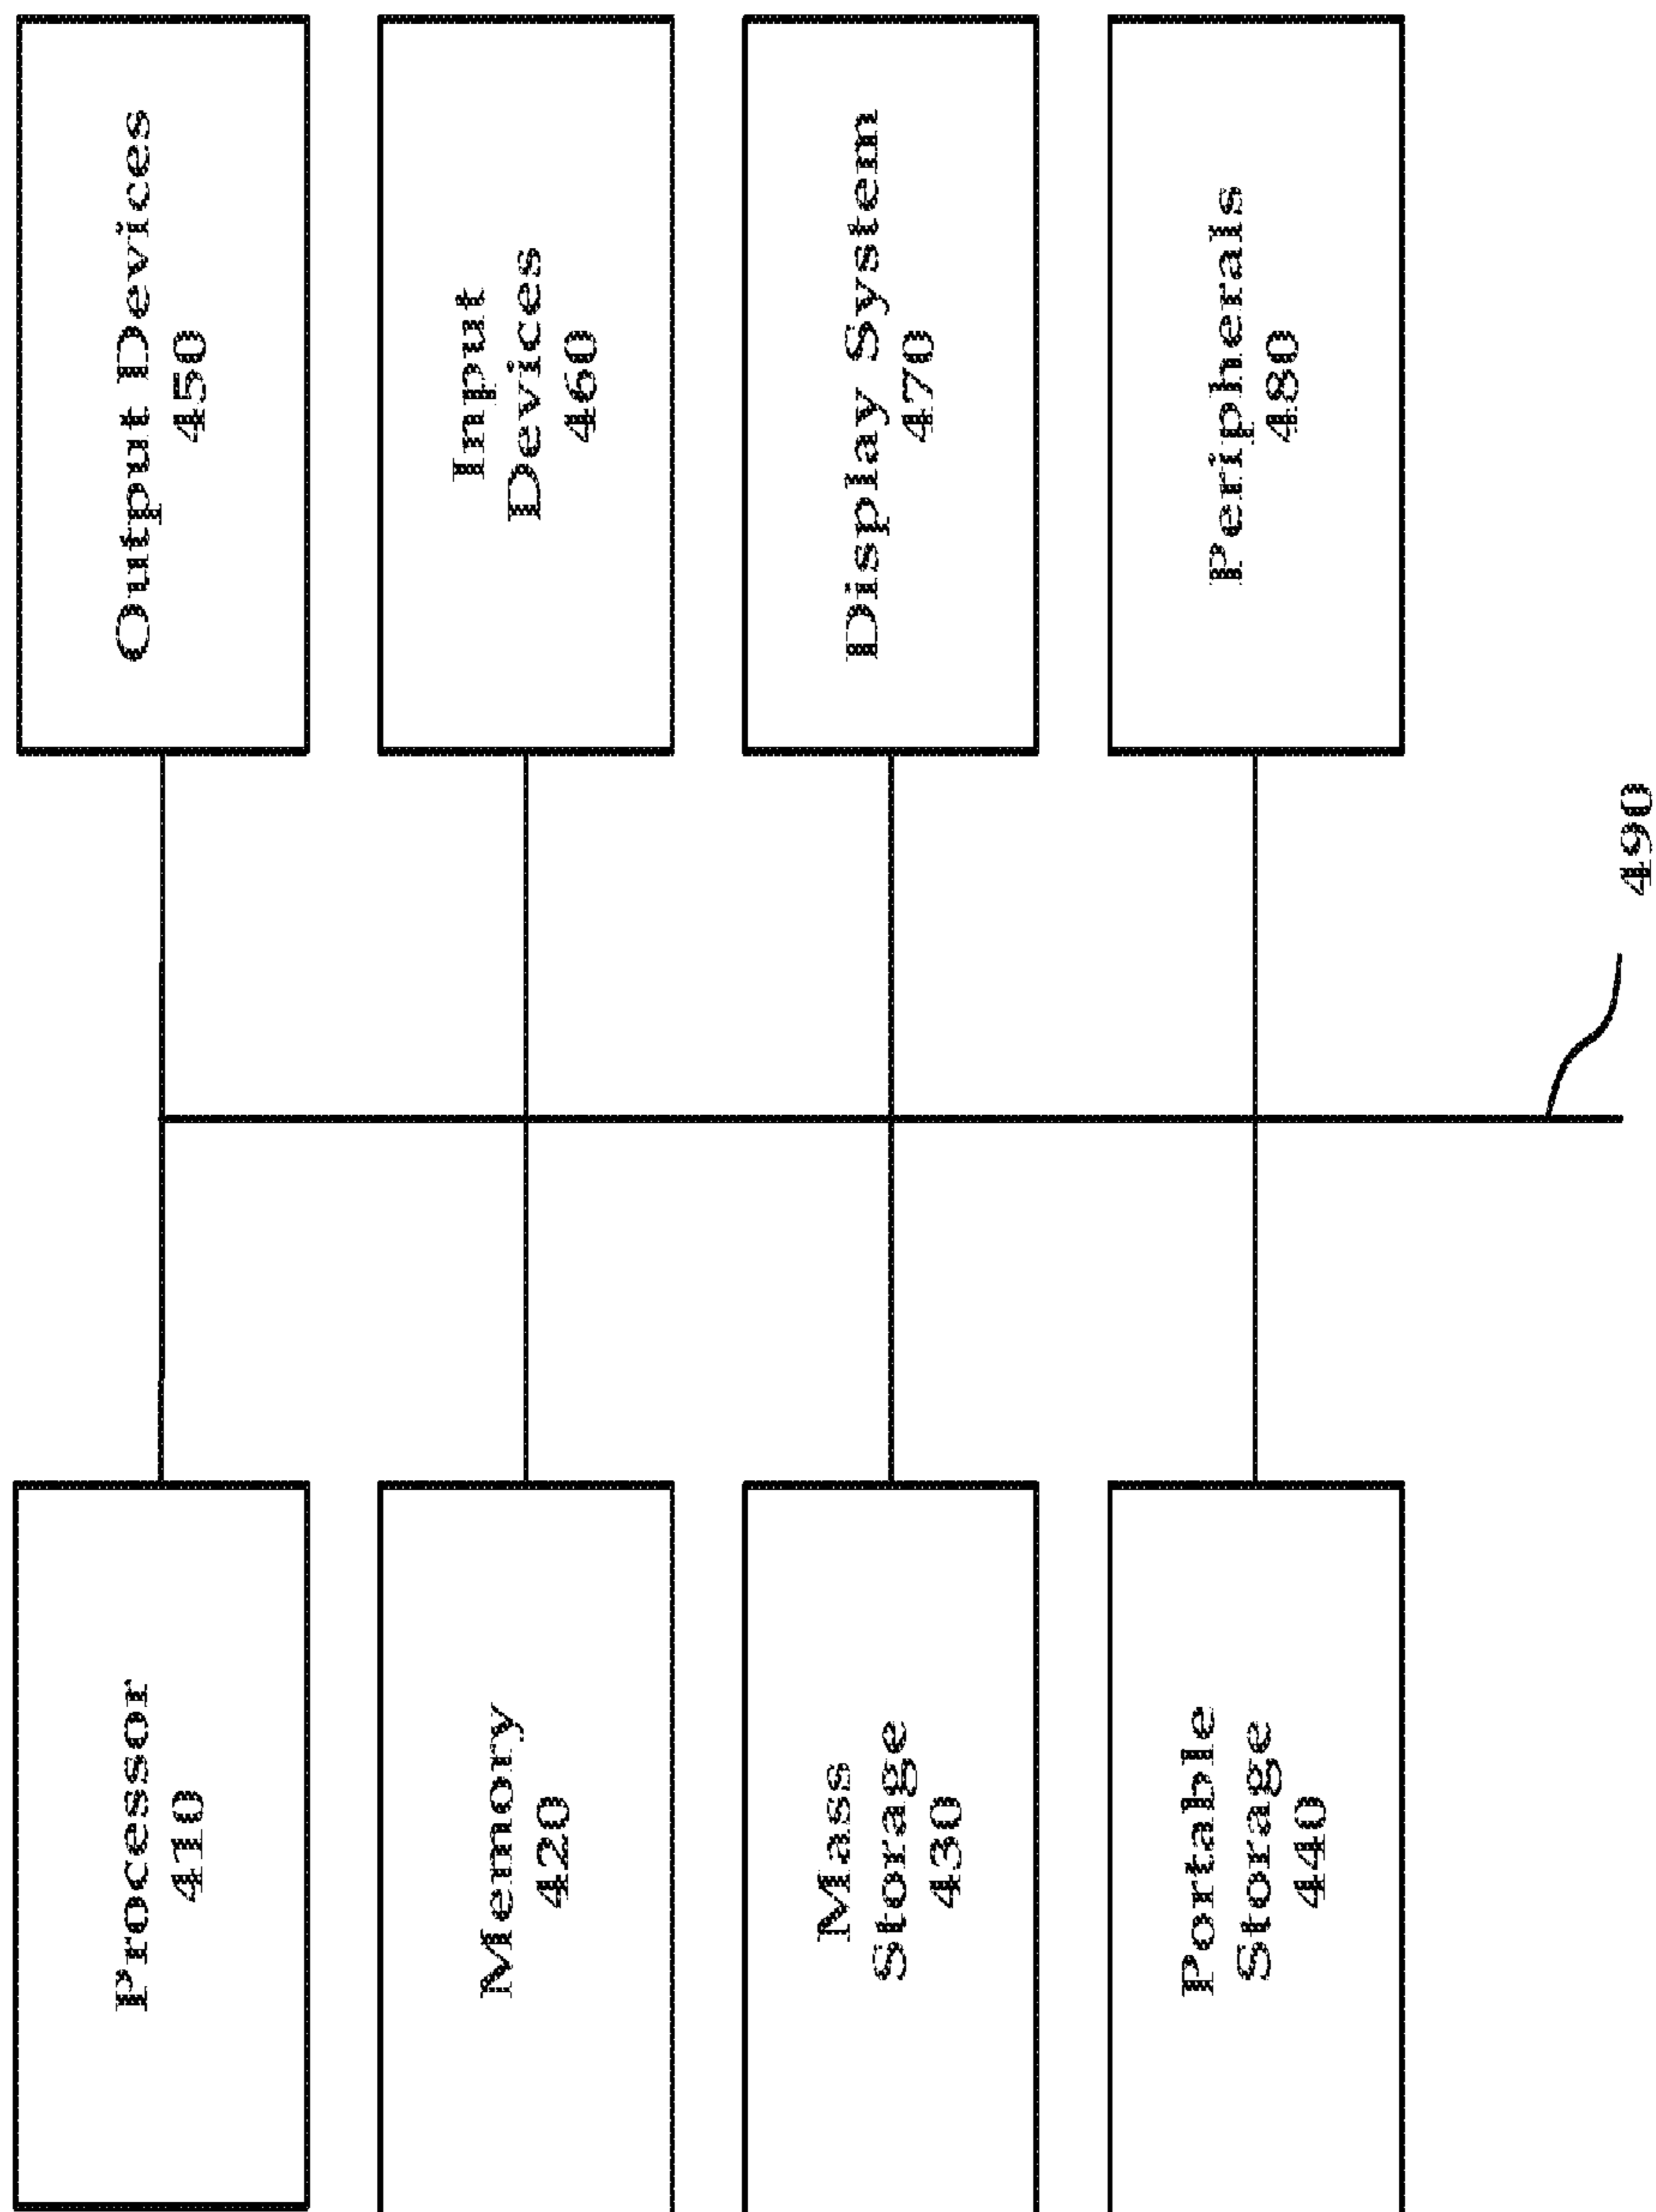 Processor
410
Output Devices
450
Memory
420
Input
Devices
460
Mass
Storage
430
Display System
470
Portable
Storage
440
Peripherals
480
490